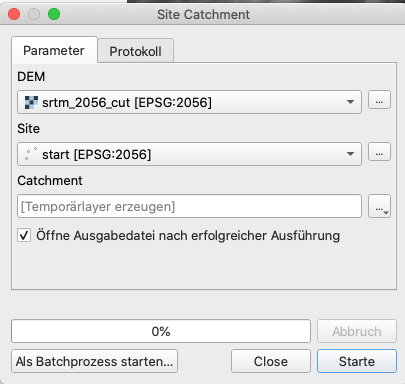 Site Catchment
Parameter
Protokoll
DEM
srtm_2056_cut [EPSG:2056]
...
Site
start [EPSG:2056]
...
Catchment
[Temporärlayer erzeugen]
...
Öffne Ausgabedatei nach erfolgreicher Ausführung
0%
Abbruch
Als Batchprozess starten...
Close
Starte